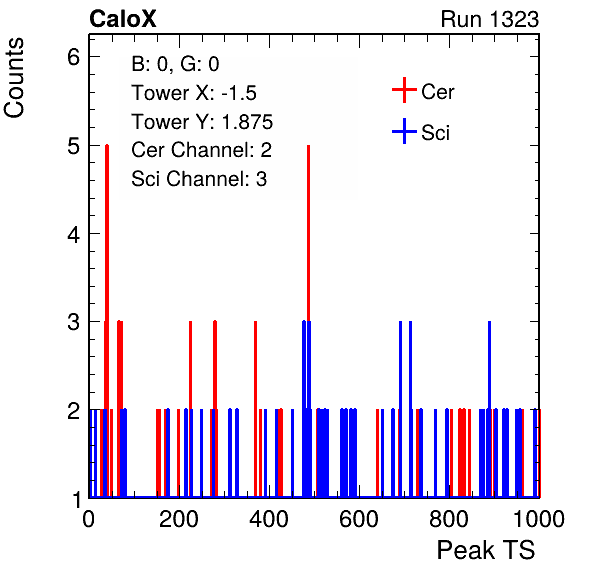 CaloX Run 1323
Counts
B: 0, G: 0
Tower X: -1.5
Tower Y: 1.875
Cer Channel: 2
Sci Channel: 3
Cer
Sci
6
5
4
3
2
1
0 200 400 600 800 1000
Peak TS